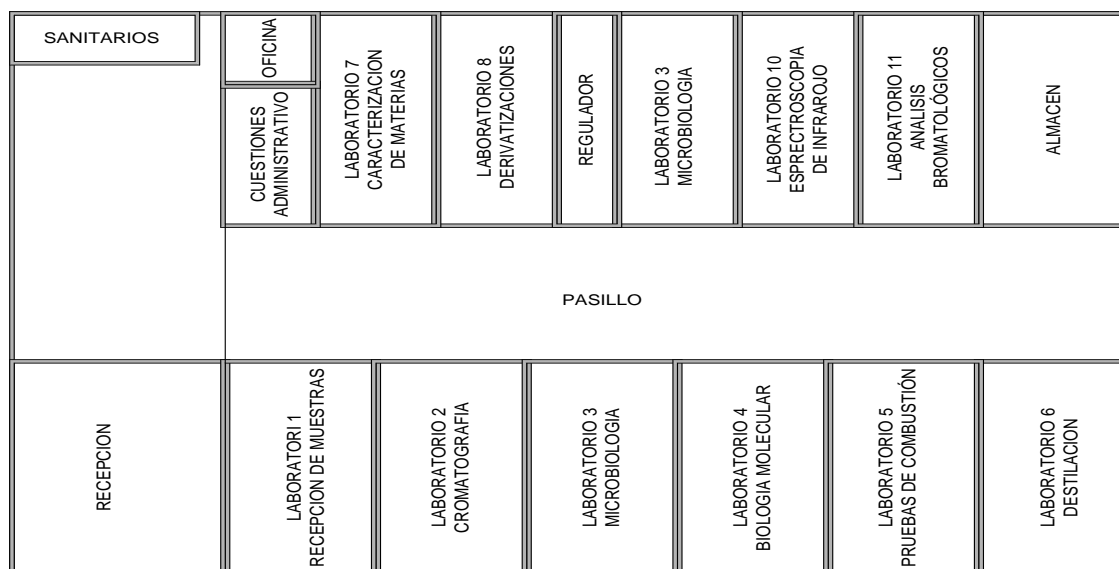 SANITARIOS
OFICINA
CUESTIONES
ADMINISTRATIVO
LABORATORIO 7
CARACTERIZACION
DE MATERIAS
LABORATORIO 8
DERIVATIZACIONES
REGULADOR
LABORATORIO 3
MICROBIOLOGIA
LABORATORIO 10
ESPRECTROSCOPIA
DE INFRAROJO
LABORATORIO 11
ANALISIS
BROMATOLÓGICOS
ALMACEN
PASILLO
RECEPCION
LABORATORI 1
RECEPCION DE MUESTRAS
LABORATORIO 2
CROMATOGRAFIA
LABORATORIO 3
MICROBIOLOGIA
LABORATORIO 4
BIOLOGIA MOLECULAR
LABORATORIO 5
PRUEBAS DE COMBUSTIÓN
LABORATORIO 6
DESTILACION